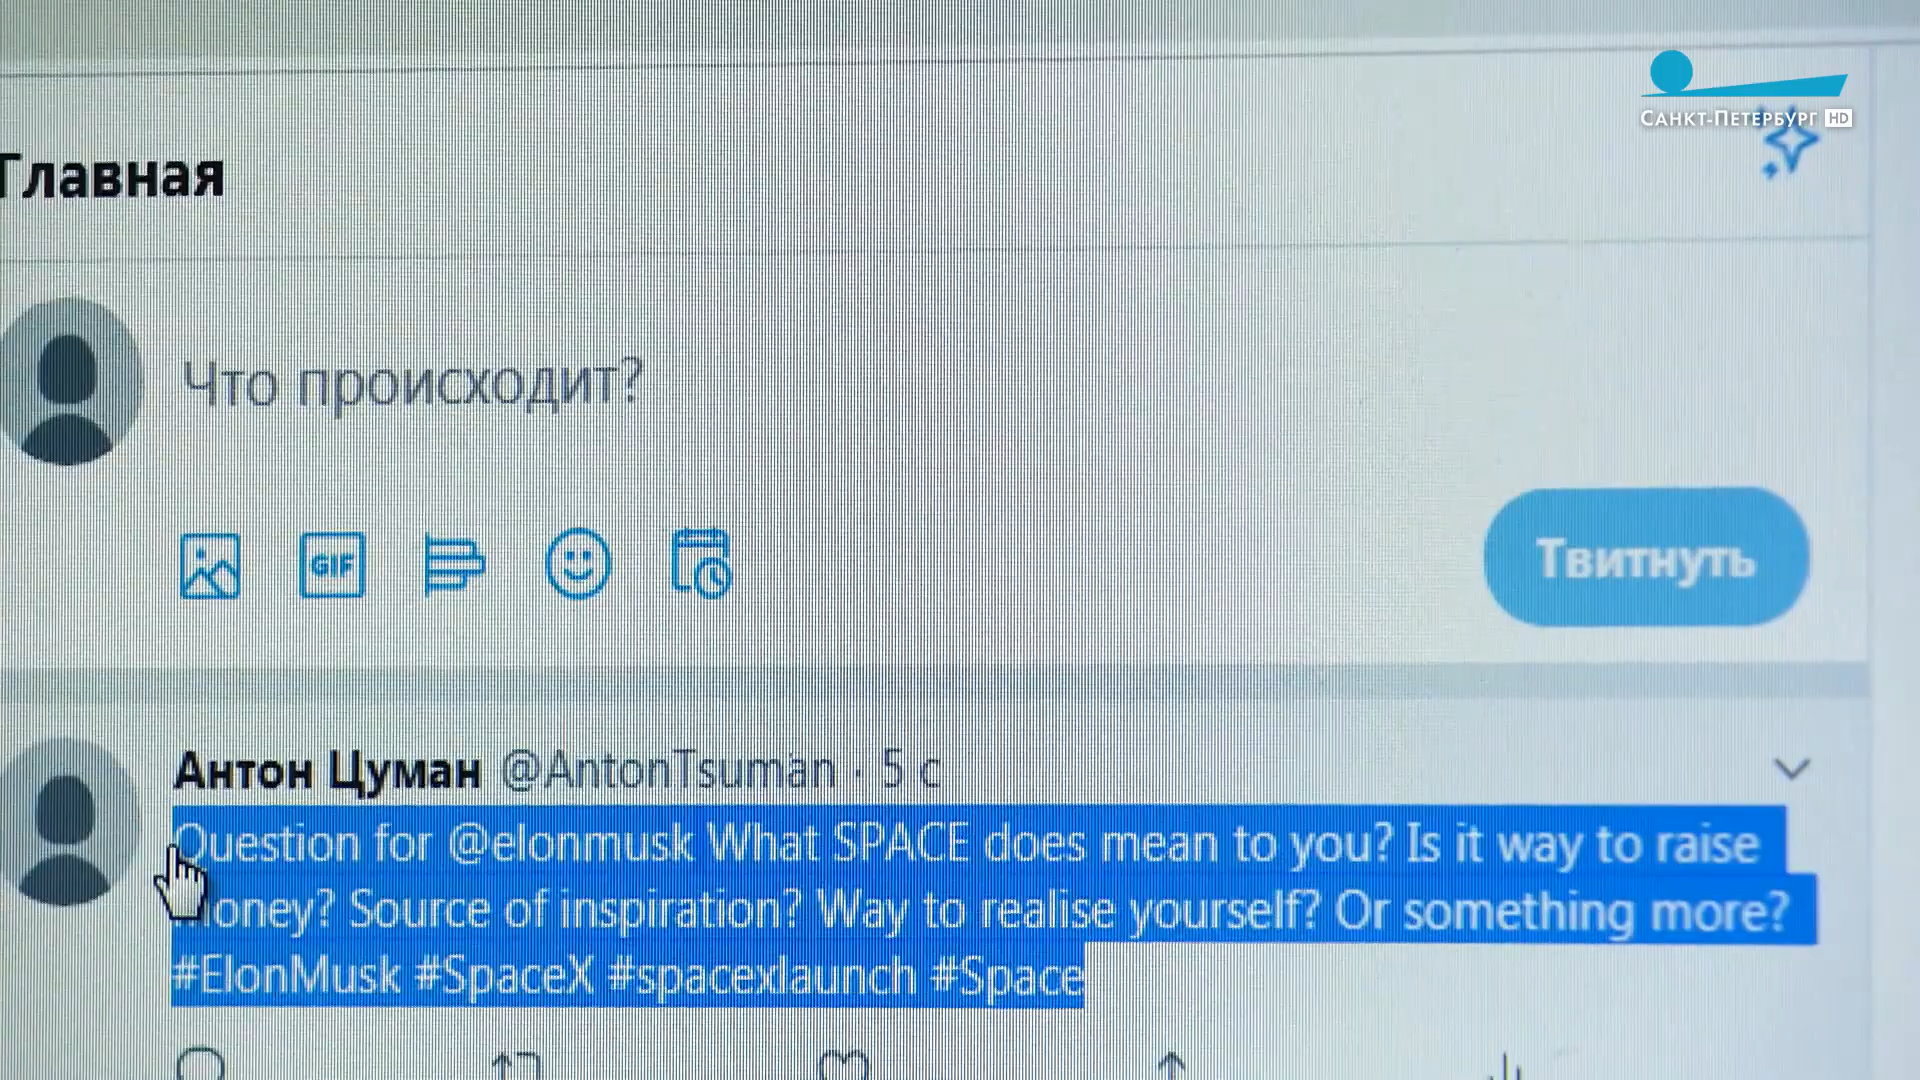 Санкт-Петербург HD
Главная
Что происходит?
GIF
Твитнуть
Антон Цуман @AntonTsuman · 5 с
Question for @elonmusk What SPACE does mean to you? Is it way to raise
money? Source of inspiration? Way to realise yourself? Or something more?
#ElonMusk #SpaceX #spacexlaunch #Space